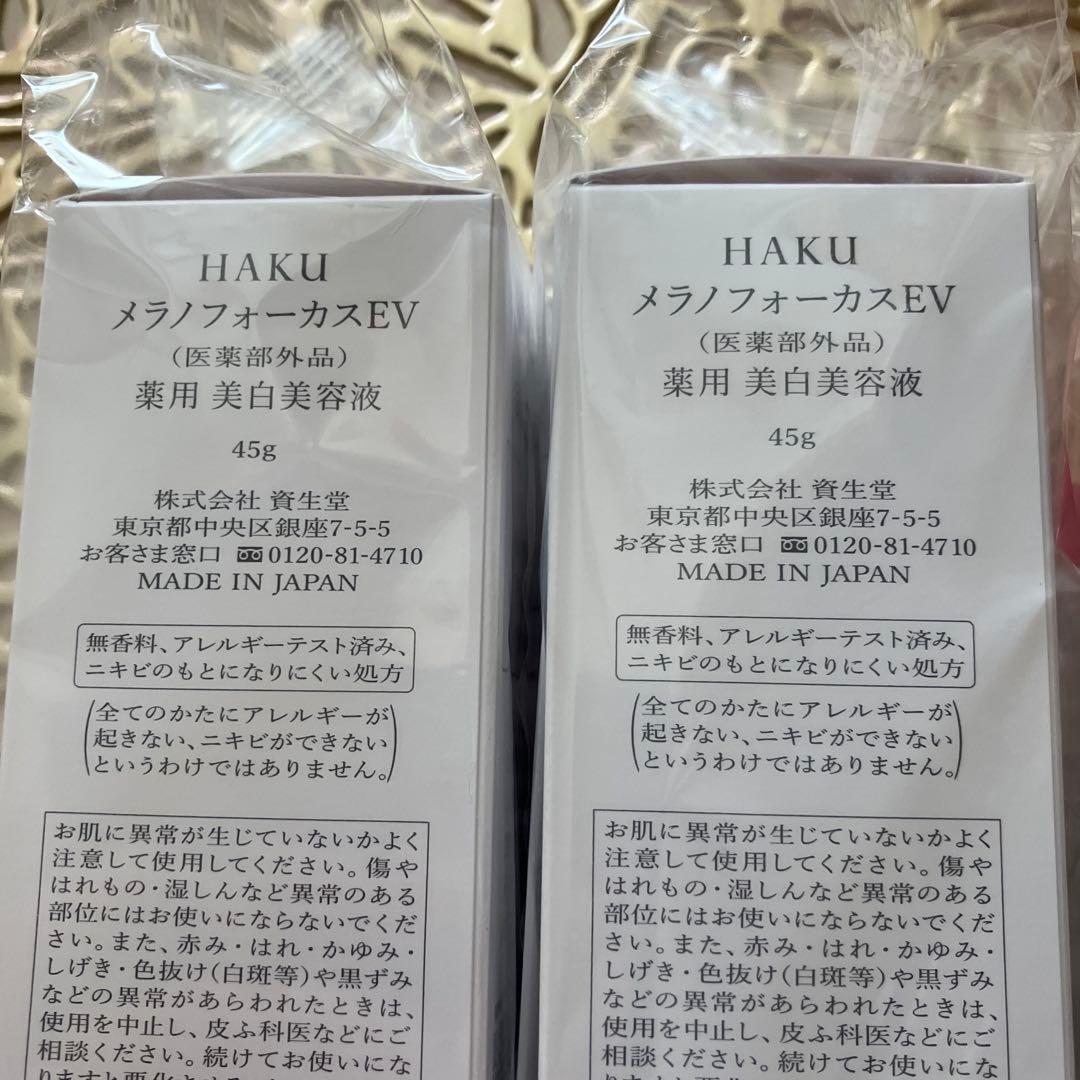 HAKU
メラノフォーカスEV
(医薬部外品)
薬用 美白美容液
45g
株式会社 資生堂
東京都中央区銀座7-5-5
お客さま窓口 0120-81-4710
MADE IN JAPAN
無香料、アレルギーテスト済み、
ニキビのもとになりにくい処方
(全てのかたにアレルギーが
起きない、ニキビができない
というわけではありません。)
お肌に異常が生じていないかよく
注意して使用してください。傷や
はれもの・湿しんなど異常のある
部位にはお使いにならないでくだ
さい。また、赤み・はれ・かゆみ・
しげき・色抜け(白斑等)や黒ずみ
などの異常があらわれたときは、
使用を中止し、皮ふ科医などにご
相談ください。続けてお使いにな
HAKU
メラノフォーカスEV
(医薬部外品)
薬用 美白美容液
45g
株式会社 資生堂
東京都中央区銀座7-5-5
お客さま窓口 0120-81-4710
MADE IN JAPAN
無香料、アレルギーテスト済み、
ニキビのもとになりにくい処方
(全てのかたにアレルギーが
起きない、ニキビができない
というわけではありません。)
お肌に異常が生じていないかよく
注意して使用してください。傷や
はれもの・湿しんなど異常のある
部位にはお使いにならないでくだ
さい。また、赤み・はれ・かゆみ・
しげき・色抜け(白斑等)や黒ずみ
などの異常があらわれたときは、
使用を中止し、皮ふ科医などにご
相談ください。続けてお使いにな